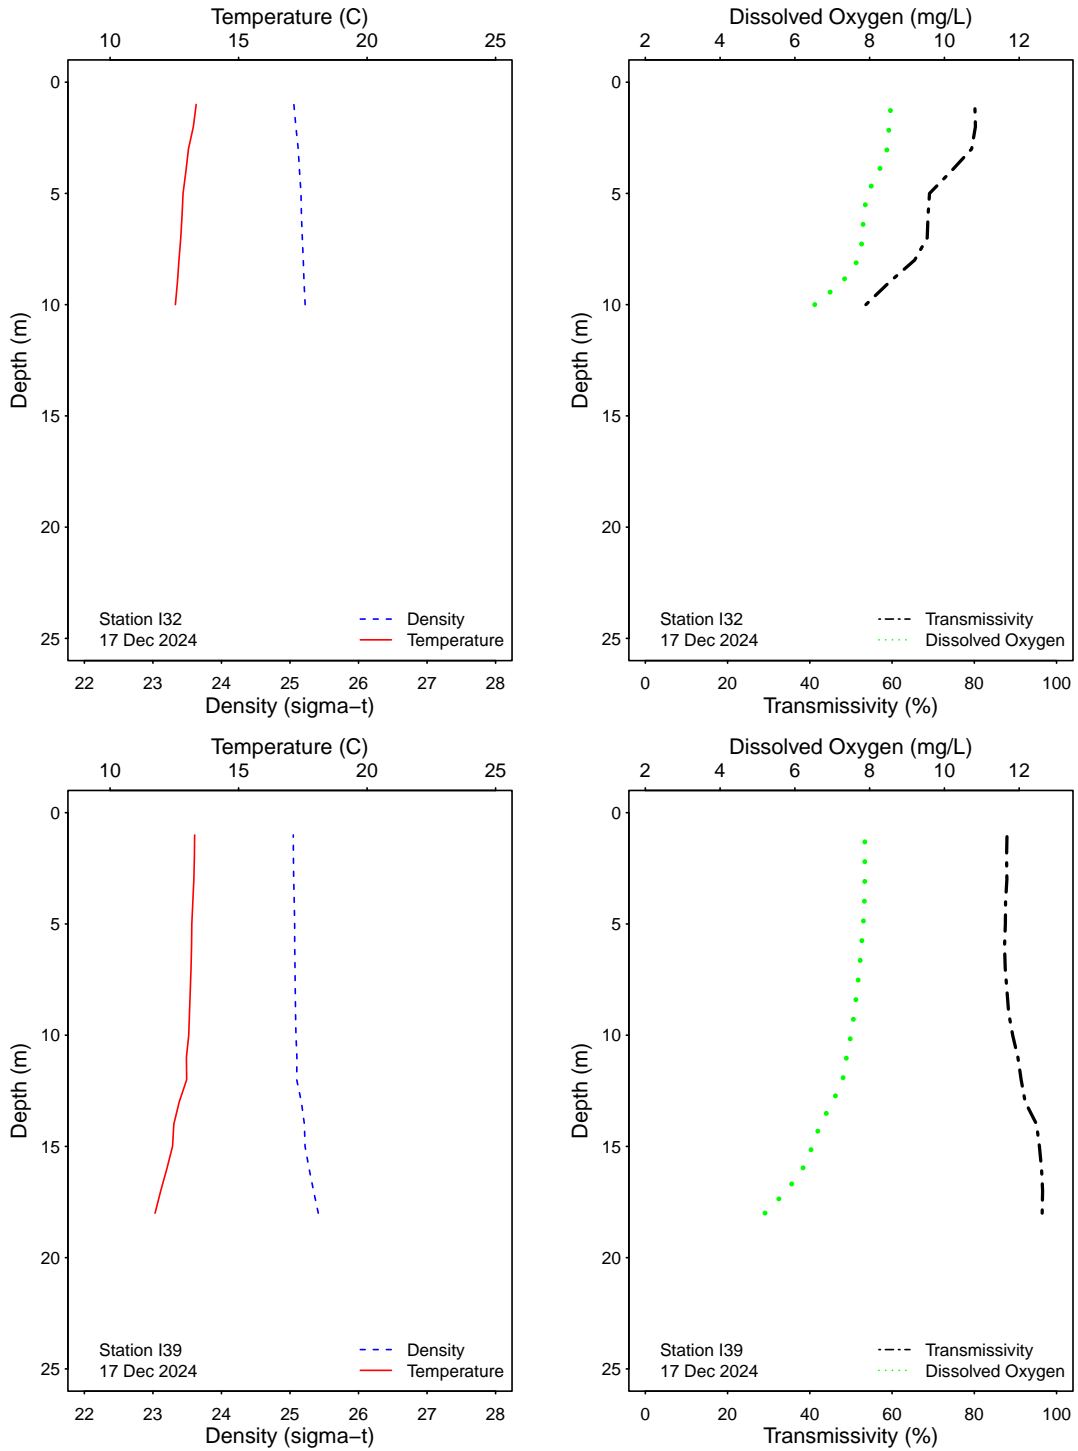 Temperature (C)
10 15 20 25
0
5
10
15
20
25
Depth (m)
Station I32
17 Dec 2024
Density
Temperature
22 23 24 25 26 27 28
Density (sigma−t)
Dissolved Oxygen (mg/L)
2 4 6 8 10 12
0
5
10
15
20
25
Depth (m)
Station I32
17 Dec 2024
Transmissivity
Dissolved Oxygen
0 20 40 60 80 100
Transmissivity (%)
Temperature (C)
10 15 20 25
0
5
10
15
20
25
Depth (m)
Station I39
17 Dec 2024
Density
Temperature
22 23 24 25 26 27 28
Density (sigma−t)
Dissolved Oxygen (mg/L)
2 4 6 8 10 12
0
5
10
15
20
25
Depth (m)
Station I39
17 Dec 2024
Transmissivity
Dissolved Oxygen
0 20 40 60 80 100
Transmissivity (%)